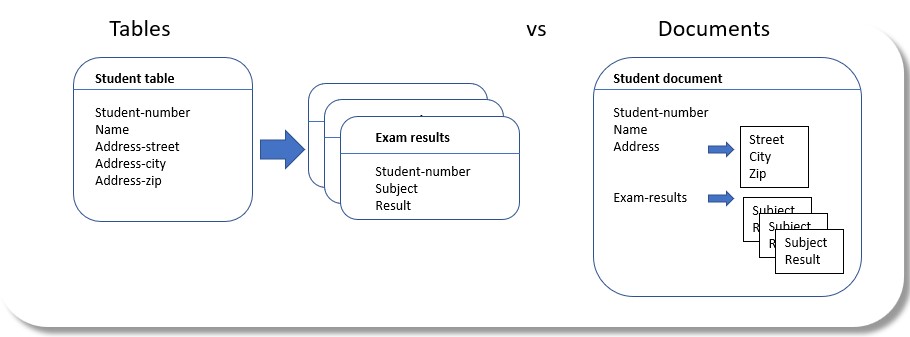 Tables
vs
Documents
Student table
Student-number
Name
Address-street
Address-city
Address-zip
Exam results
Student-number
Subject
Result
Student document
Student-number
Name
Address
Street
City
Zip
Exam-results
Subject
R
Subject
R
Subject
Result